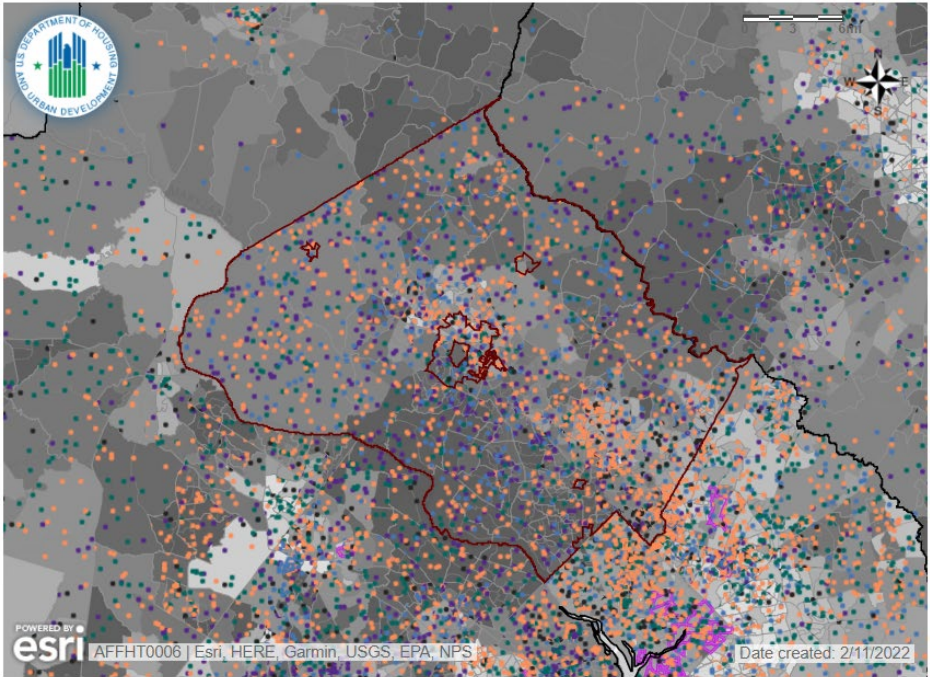 US DEPARTMENT OF HOUSING
AND URBAN DEVELOPMENT
0 3 6mi
N
W E
S
POWERED BY
esri
AFFHT0006 | Esri, HERE, Garmin, USGS, EPA, NPS
Date created: 2/11/2022